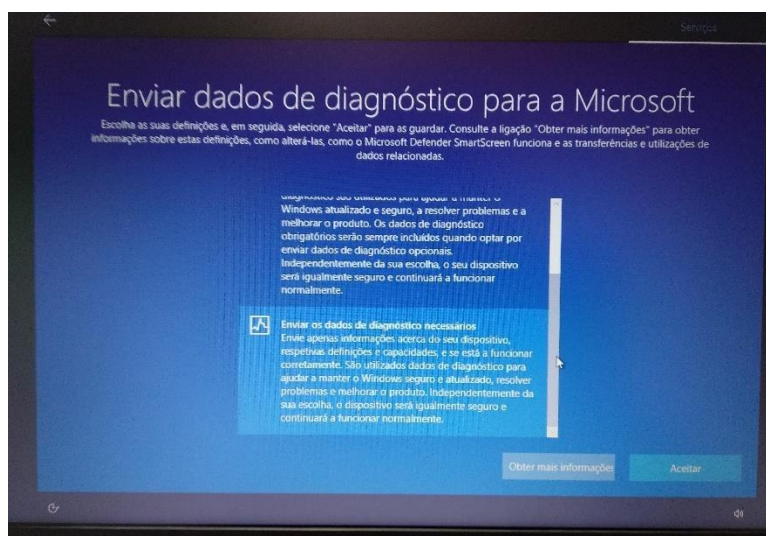 Serviços
Enviar dados de diagnóstico para a Microsoft
Escolha as suas definições e, em seguida, selecione "Aceitar" para as guardar. Consulte a ligação "Obter mais informações" para obter
informações sobre estas definições, como alterá-las, como o Microsoft Defender SmartScreen funciona e as transferências e utilizações de
dados relacionadas.
diagnóstico são utilizados para ajudar a manter o
Windows atualizado e seguro, a resolver problemas e a
melhorar o produto. Os dados de diagnóstico
obrigatórios serão sempre incluídos quando optar por
enviar dados de diagnóstico opcionais.
Independentemente da sua escolha, o seu dispositivo
será igualmente seguro e continuará a funcionar
normalmente.
Enviar os dados de diagnóstico necessários
Envie apenas informações acerca do seu dispositivo,
respetivas definições e capacidades, e se está a funcionar
corretamente. São utilizados dados de diagnóstico para
ajudar a manter o Windows seguro e atualizado, resolver
problemas e melhorar o produto. Independentemente da
sua escolha, o dispositivo será igualmente seguro e
continuará a funcionar normalmente.
Obter mais informações
Aceitar